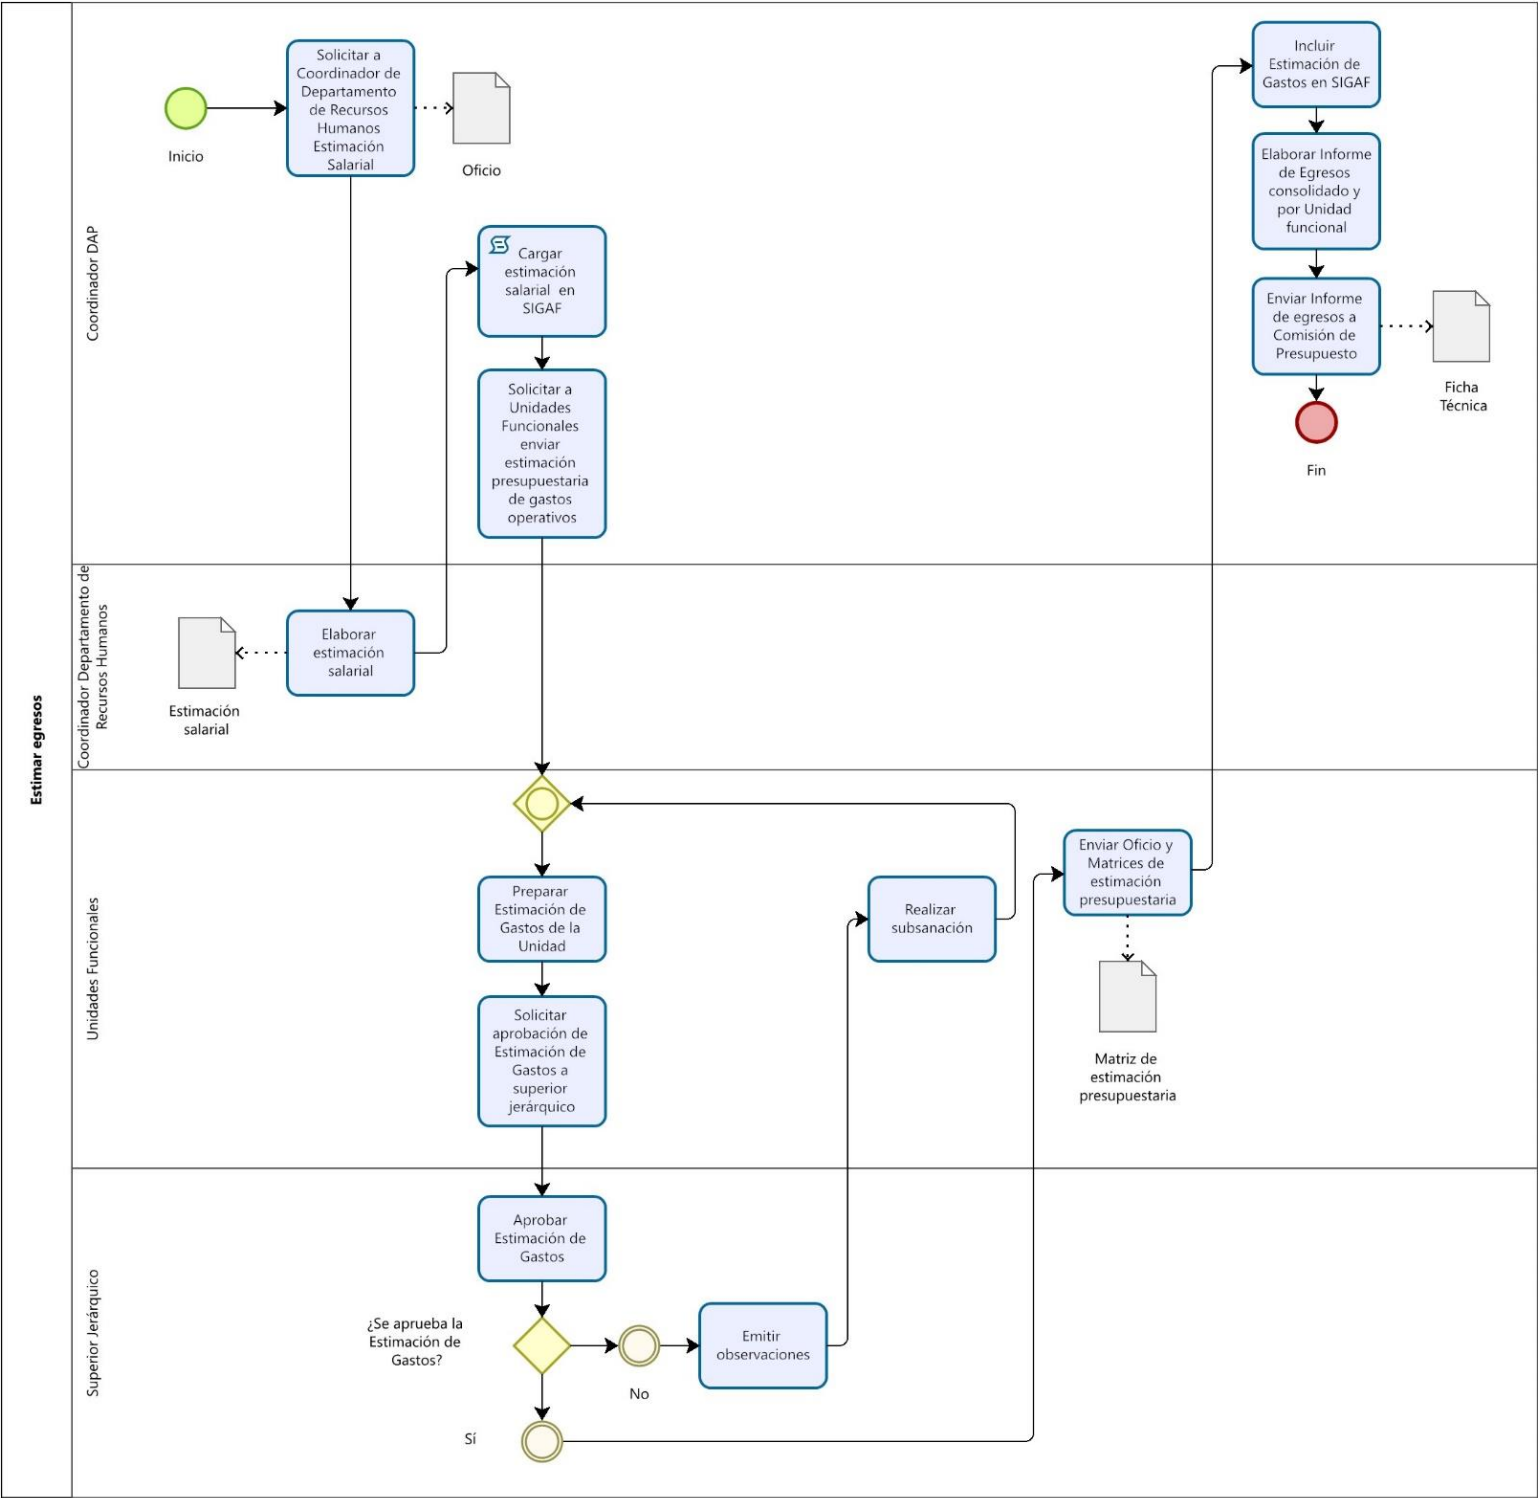 Estimar egresos
Coordinador DAP
Inicio
Solicitar a
Coordinador de
Departamento
de Recursos
Humanos
Estimación
Salarial
Oficio
Cargar
estimación
salarial en
SIGAF
Solicitar a
Unidades
Funcionales
enviar
estimación
presupuestaria
de gastos
operativos
Incluir
Estimación de
Gastos en SIGAF
Elaborar Informe
de Egresos
consolidado y
por Unidad
funcional
Enviar Informe
de egresos a
Comisión de
Presupuesto
Ficha
Técnica
Fin
Coordinador Departamento de
Recursos Humanos
Estimación
salarial
Elaborar
estimación
salarial
Unidades Funcionales
Preparar
Estimación de
Gastos de la
Unidad
Solicitar
aprobación de
Estimación de
Gastos a
superior
jerárquico
Realizar
subsanación
Enviar Oficio y
Matrices de
estimación
presupuestaria
Matriz de
estimación
presupuestaria
Superior Jerárquico
Aprobar
Estimación de
Gastos
¿Se aprueba la
Estimación de
Gastos?
No
Emitir
observaciones
Sí